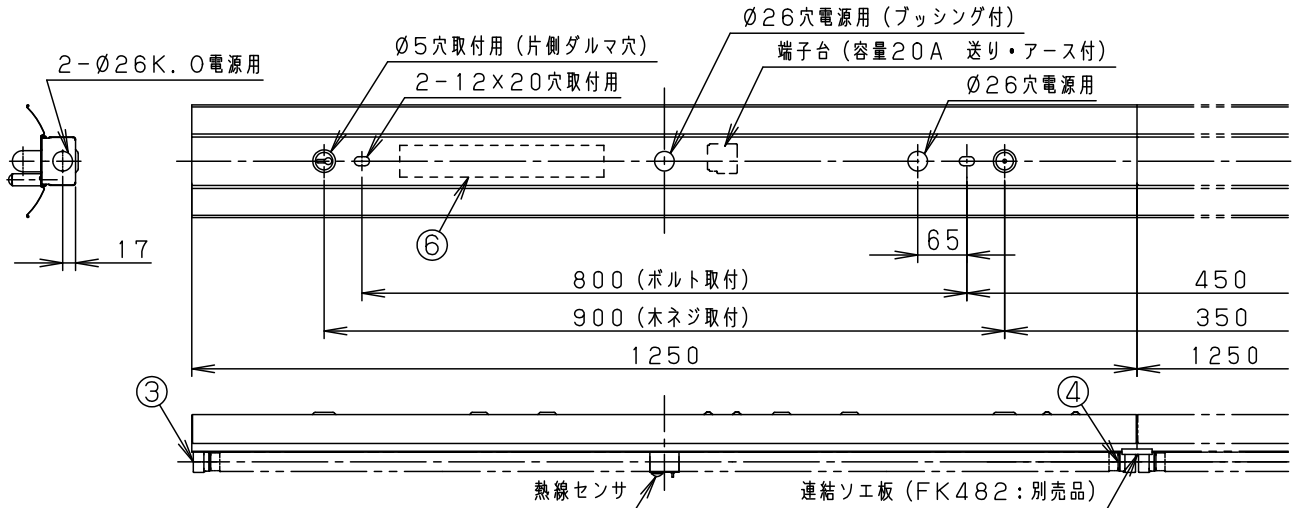 Ø26穴電源用（ブッシング付）
Ø5穴取付用（片側ダルマ穴）
端子台（容量20A 送り・アース付）
2-Ø26K.O電源用
2-12×20穴取付用
Ø26穴電源用
⑥
17
65
800（ボルト取付）
450
900（木ネジ取付）
350
1250
1250
③
④
熱線センサ
連結ソエ板（FK482：別売品）